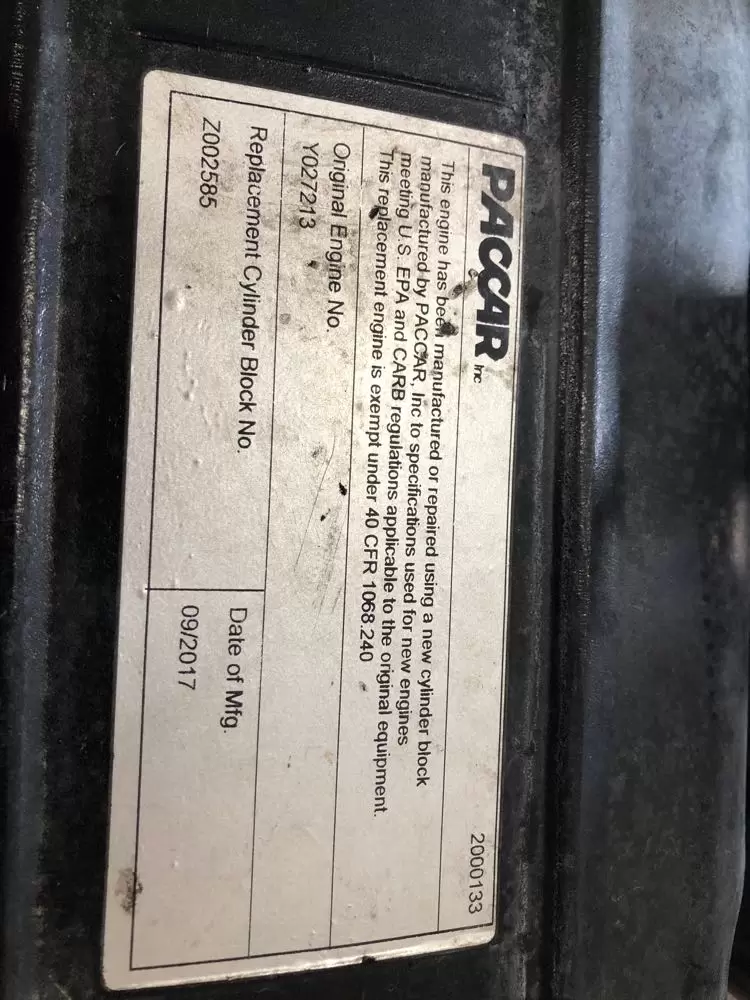 PACCAR Inc
2000133
This engine has been manufactured or repaired using a new cylinder block
manufactured by PACCAR, Inc to specifications used for new engines
meeting U.S. EPA and CARB regulations applicable to the original equipment.
This replacement engine is exempt under 40 CFR 1068.240
Original Engine No.
Y027213
Replacement Cylinder Block No.
Z002585
Date of Mfg.
09/2017